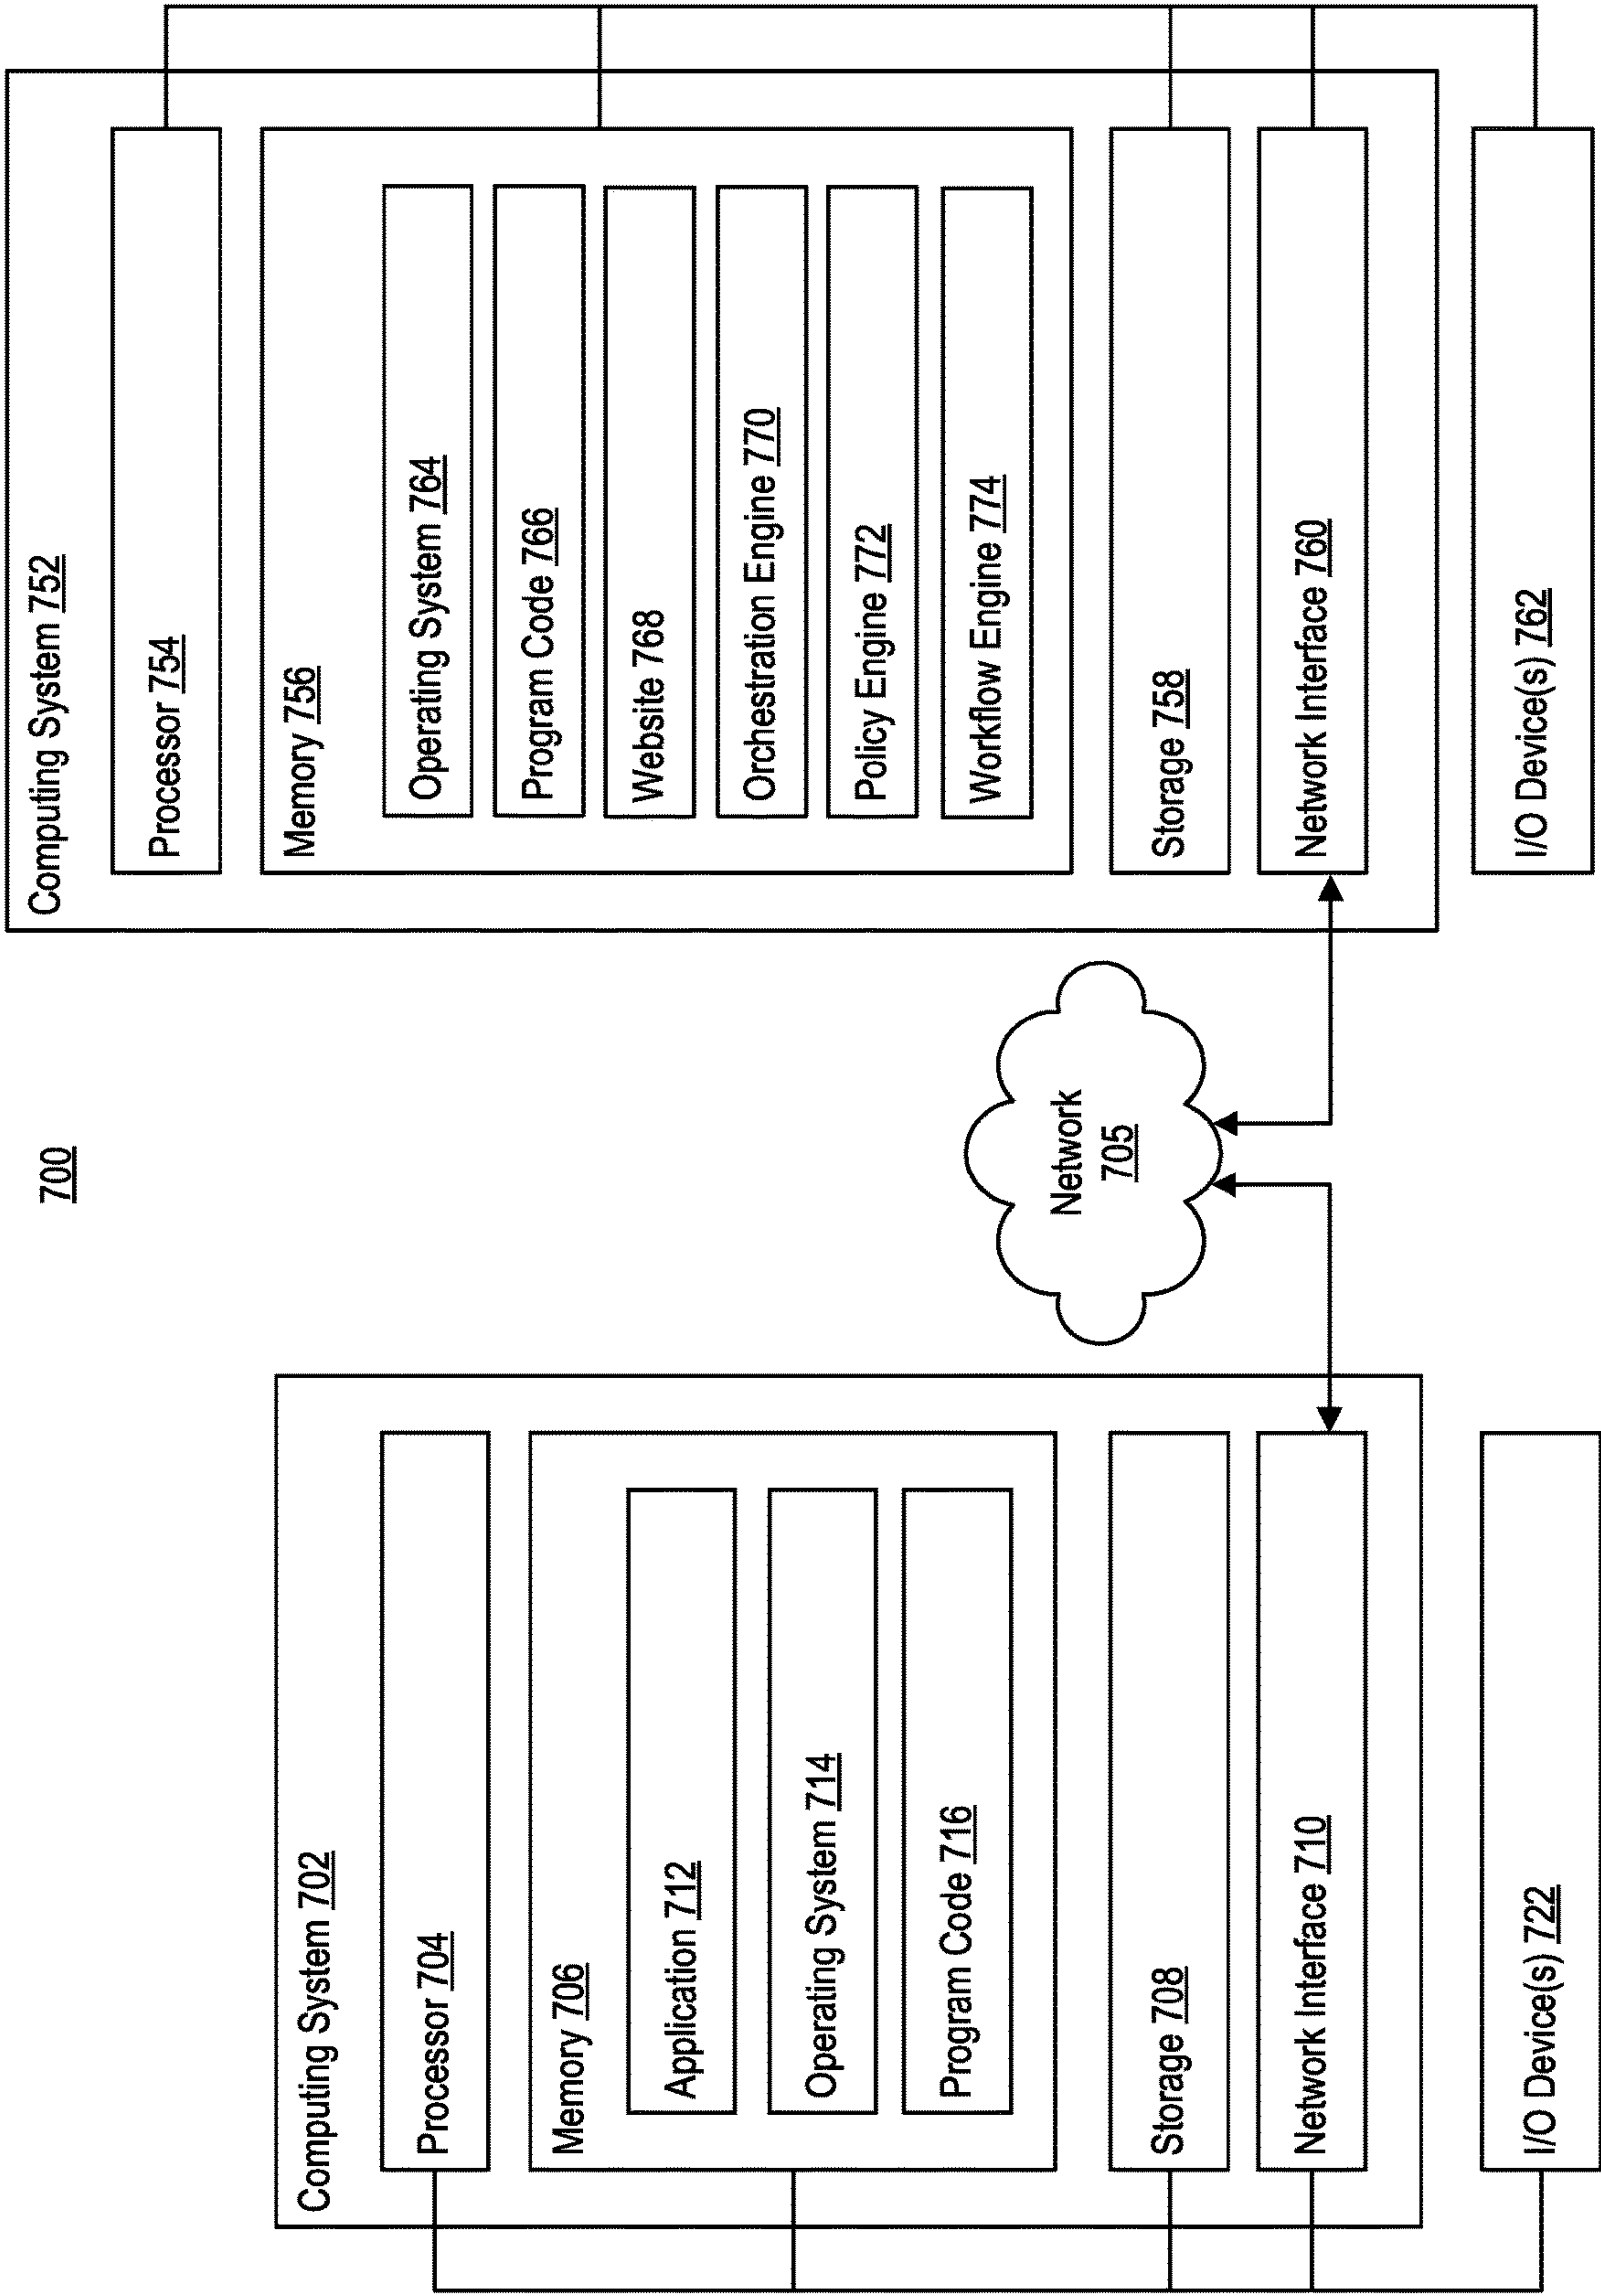 700
Computing System 702
Processor 704
Memory 706
Application 712
Operating System 714
Program Code 716
Storage 708
Network Interface 710
I/O Device(s) 722
Network
705
Computing System 752
Processor 754
Memory 756
Operating System 764
Program Code 766
Website 768
Orchestration Engine 770
Policy Engine 772
Workflow Engine 774
Storage 758
Network Interface 760
I/O Device(s) 762